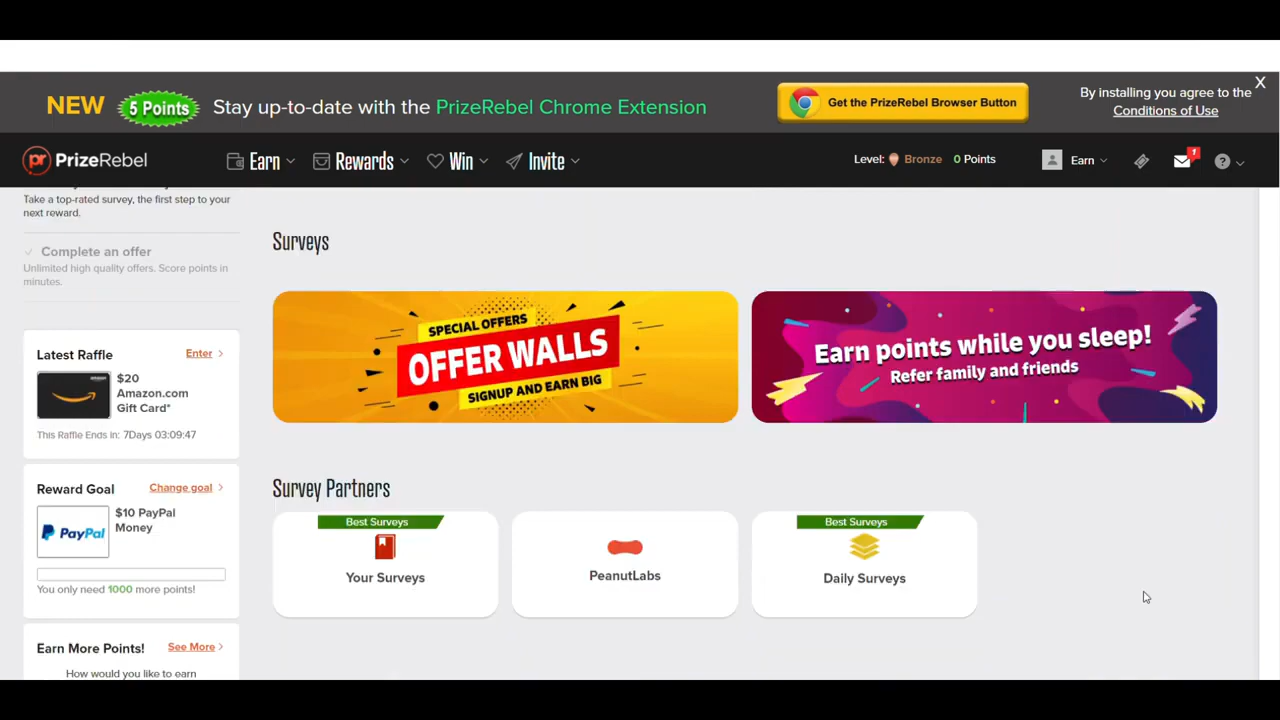 NEW 5 Points Stay up-to-date with the PrizeRebel Chrome Extension
Get the PrizeRebel Browser Button
By installing you agree to the
Conditions of Use
X
pr PrizeRebel
Earn Rewards Win Invite
Level: Bronze 0 Points
Earn
1
?
Take a top-rated survey, the first step to your
next reward.
Complete an offer
Unlimited high quality offers. Score points in
minutes.
Latest Raffle Enter
amazon
$20
Amazon.com
Gift Card*
This Raffle Ends in: 7Days 03:09:47
Reward Goal Change goal
PayPal
$10 PayPal
Money
You only need 1000 more points!
Earn More Points! See More
How would you like to earn
Surveys
SPECIAL OFFERS
OFFER WALLS
SIGNUP AND EARN BIG
Earn points while you sleep!
Refer family and friends
Survey Partners
Best Surveys
Your Surveys
PeanutLabs
Best Surveys
Daily Surveys